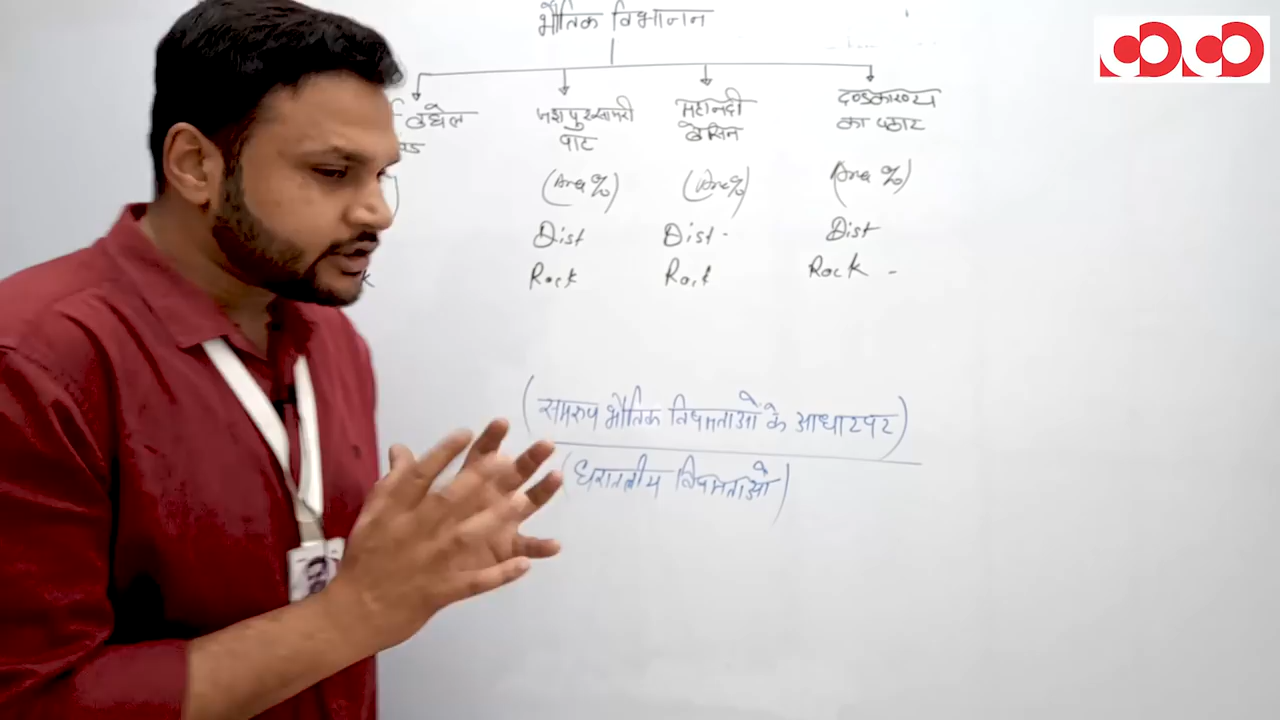 भौतिक विभाजन
बघेल
जशपुर सामरी
पाट
महानदी
बेसिन
दण्डकारण्य
का पठार
(Area %)
(Area %)
(Area %)
Dist
Dist -
Dist
Rock
Rock
Rock -
(समरुप भौतिक विषमताओं के आधार पर)
(धरातलीय विषमताओं)